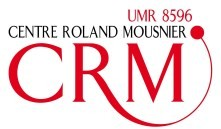 UMR 8596
CENTRE ROLAND MOUSNIER
CRM